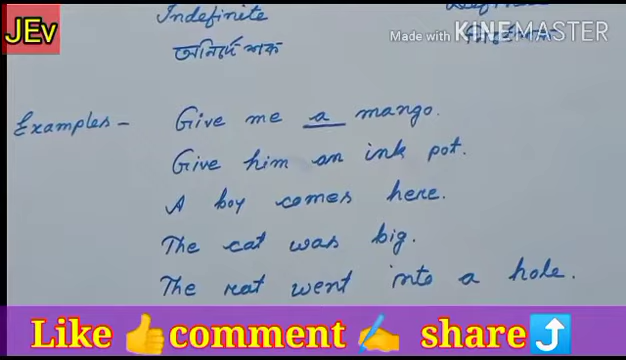 JEv
Indefinite
অনির্দেশক
Made with KINEMASTER
Examples - Give me a mango.
Give him an ink pot.
A boy comes here.
The cat was big.
The rat went into a hole.
Like 👍 comment ✍️ share ⤴️